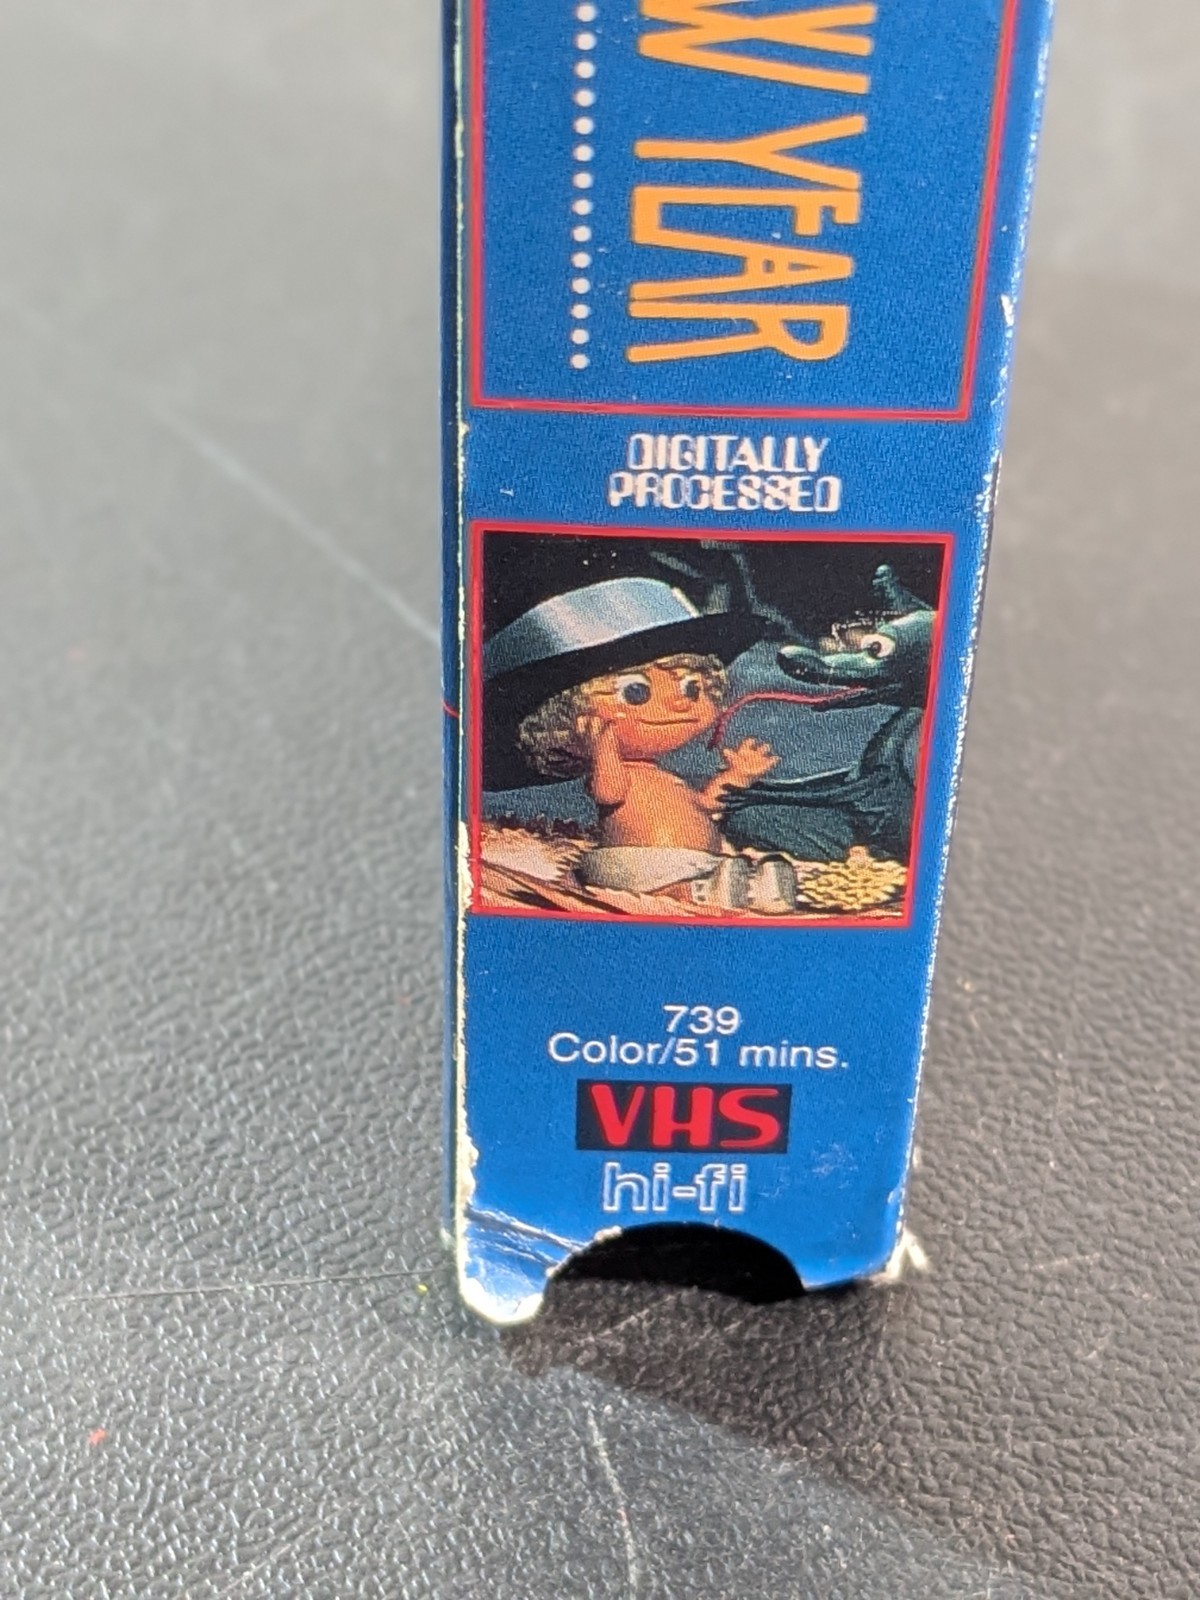 W YEAR
DIGITALLY
PROCESSED
739
Color/51 mins.
VHS
hi-fi